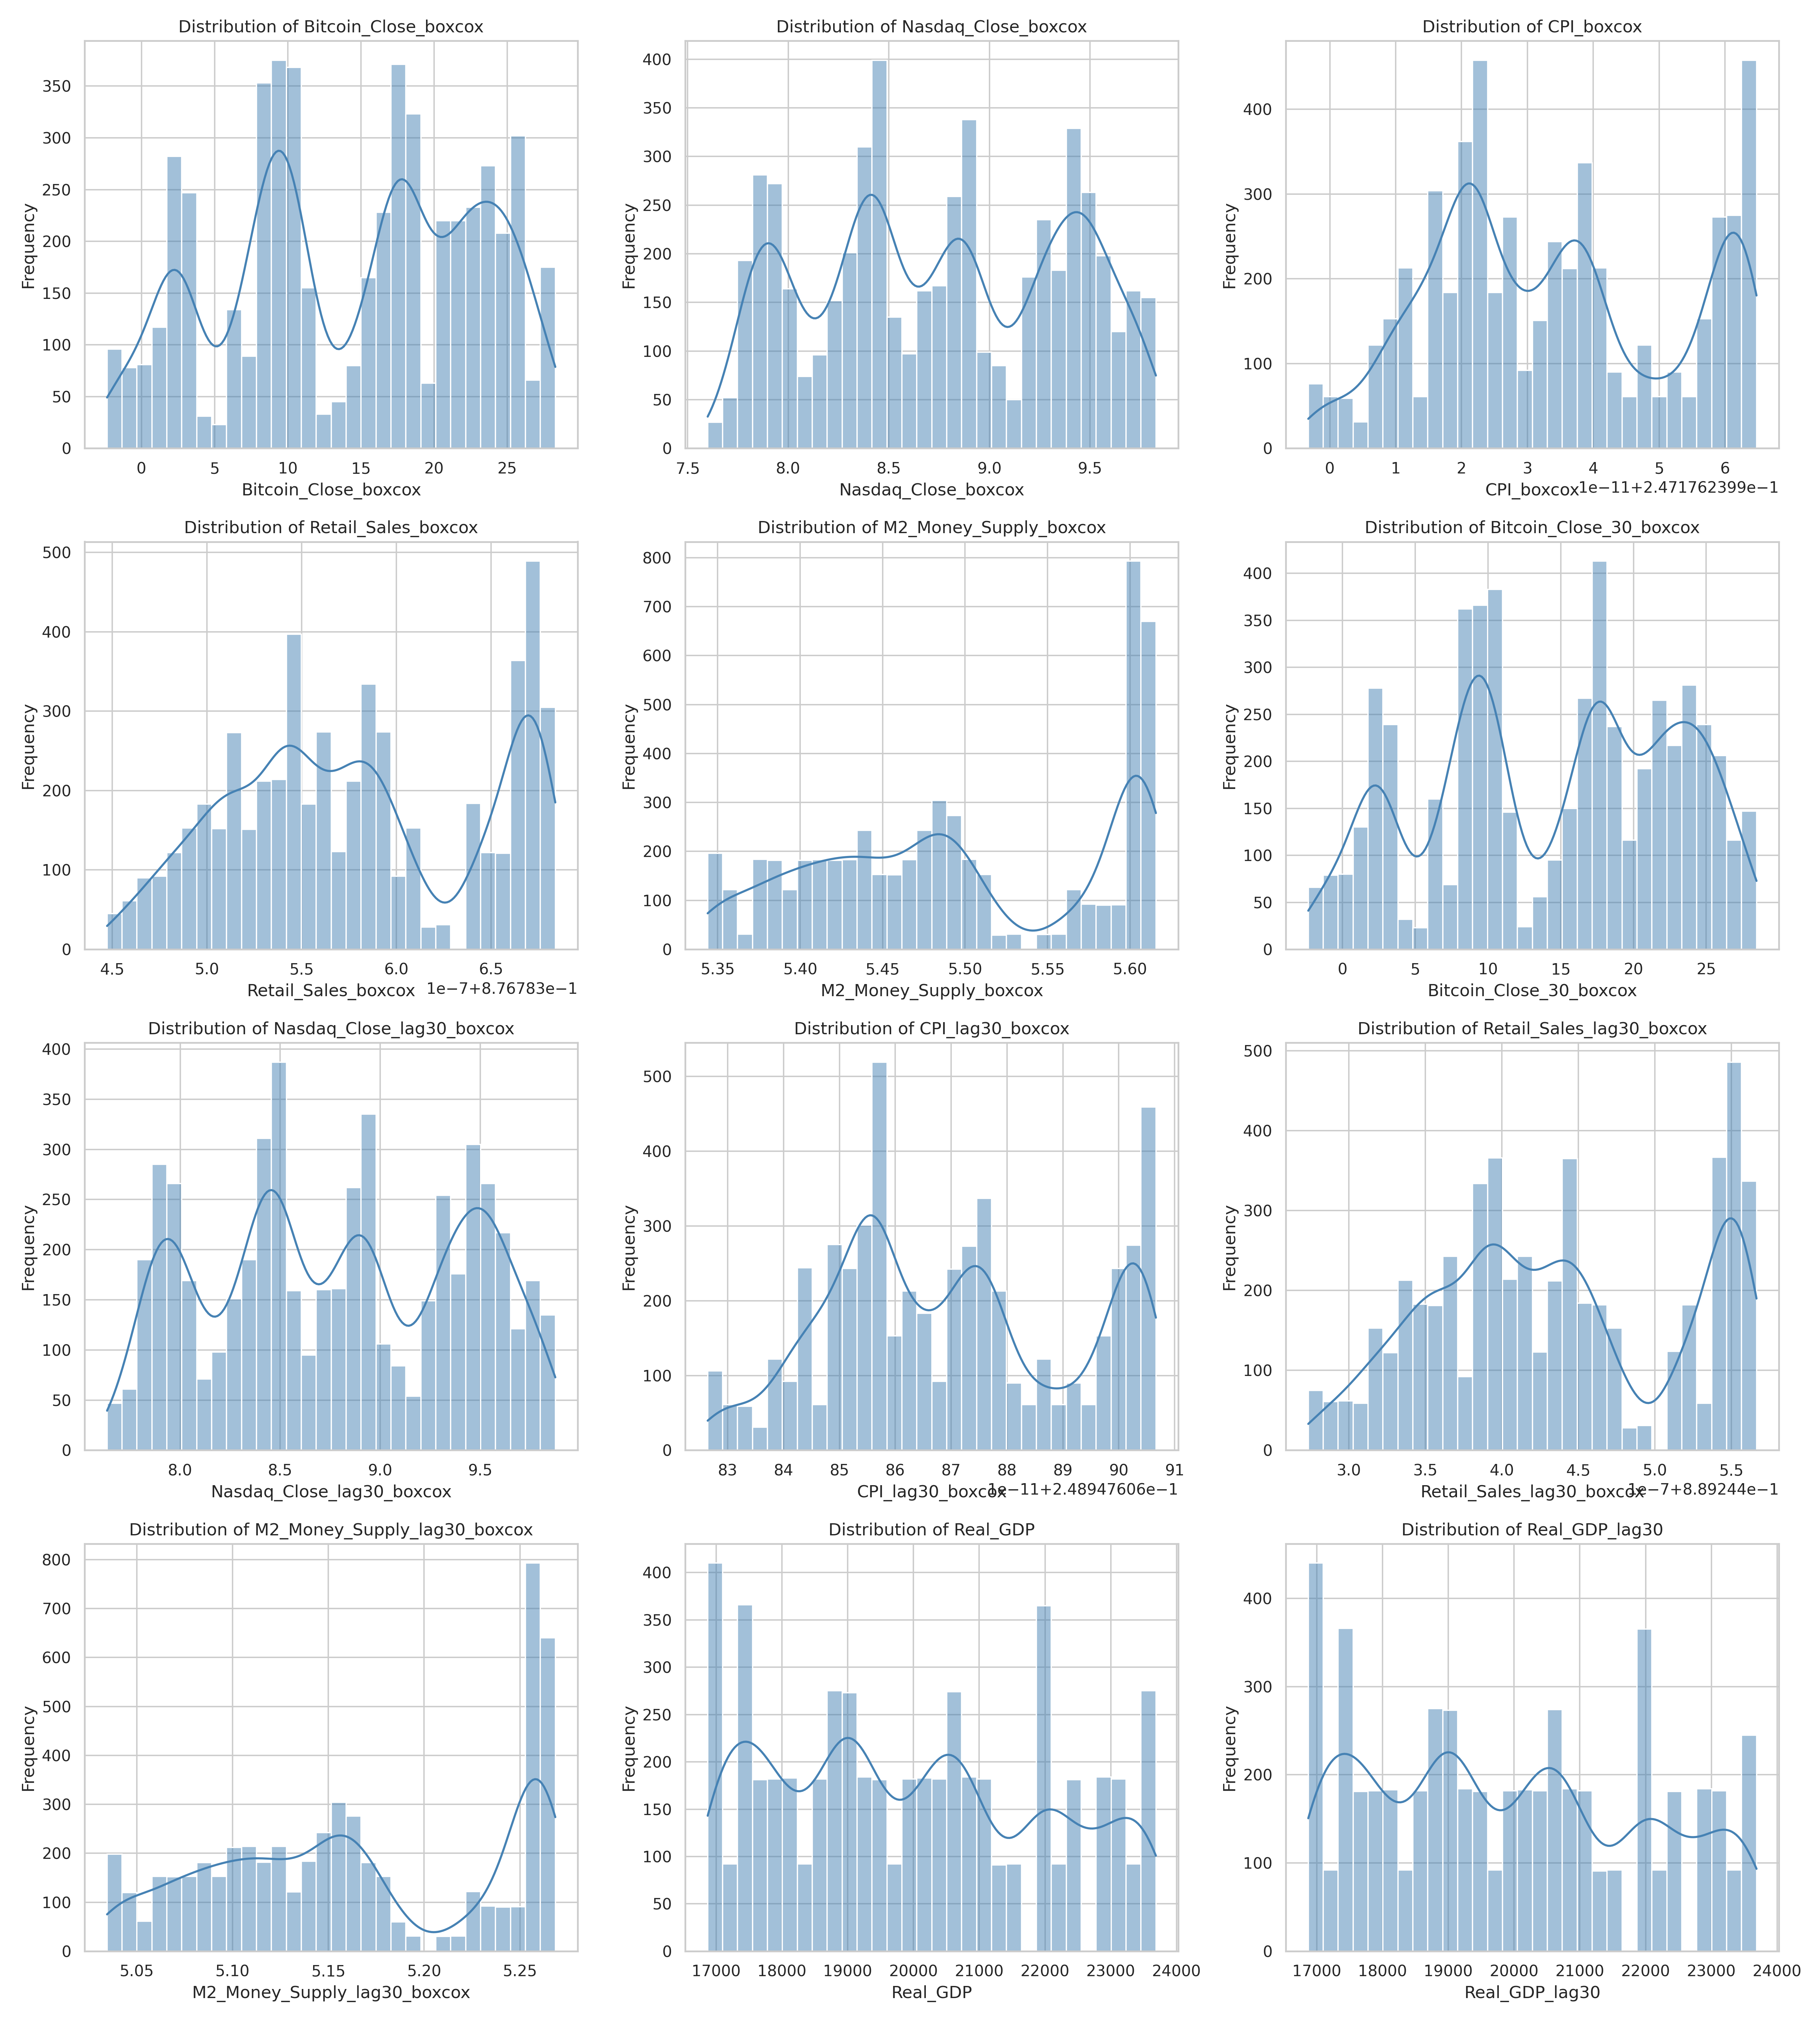 Distribution of Bitcoin_Close_boxcox
Frequency
350
300
250
200
150
100
50
0
0 5 10 15 20 25
Bitcoin_Close_boxcox
Distribution of Nasdaq_Close_boxcox
Frequency
400
350
300
250
200
150
100
50
0
7.5 8.0 8.5 9.0 9.5
Nasdaq_Close_boxcox
Distribution of CPI_boxcox
Frequency
400
300
200
100
0
0 1 2 3 4 5 6
CPI_boxcox
1e−11+2.471762399e−1
Distribution of Retail_Sales_boxcox
Frequency
500
400
300
200
100
0
4.5 5.0 5.5 6.0 6.5
Retail_Sales_boxcox
1e−7+8.76783e−1
Distribution of M2_Money_Supply_boxcox
Frequency
800
700
600
500
400
300
200
100
0
5.35 5.40 5.45 5.50 5.55 5.60
M2_Money_Supply_boxcox
Distribution of Bitcoin_Close_30_boxcox
Frequency
400
350
300
250
200
150
100
50
0
0 5 10 15 20 25
Bitcoin_Close_30_boxcox
Distribution of Nasdaq_Close_lag30_boxcox
Frequency
400
350
300
250
200
150
100
50
0
8.0 8.5 9.0 9.5
Nasdaq_Close_lag30_boxcox
Distribution of CPI_lag30_boxcox
Frequency
500
400
300
200
100
0
83 84 85 86 87 88 89 90 91
CPI_lag30_boxcox
1e−11+2.48947606e−1
Distribution of Retail_Sales_lag30_boxcox
Frequency
500
400
300
200
100
0
3.0 3.5 4.0 4.5 5.0 5.5
Retail_Sales_lag30_boxcox
1e−7+8.89244e−1
Distribution of M2_Money_Supply_lag30_boxcox
Frequency
800
700
600
500
400
300
200
100
0
5.05 5.10 5.15 5.20 5.25
M2_Money_Supply_lag30_boxcox
Distribution of Real_GDP
Frequency
400
350
300
250
200
150
100
50
0
17000 18000 19000 20000 21000 22000 23000 24000
Real_GDP
Distribution of Real_GDP_lag30
Frequency
400
300
200
100
0
17000 18000 19000 20000 21000 22000 23000 24000
Real_GDP_lag30